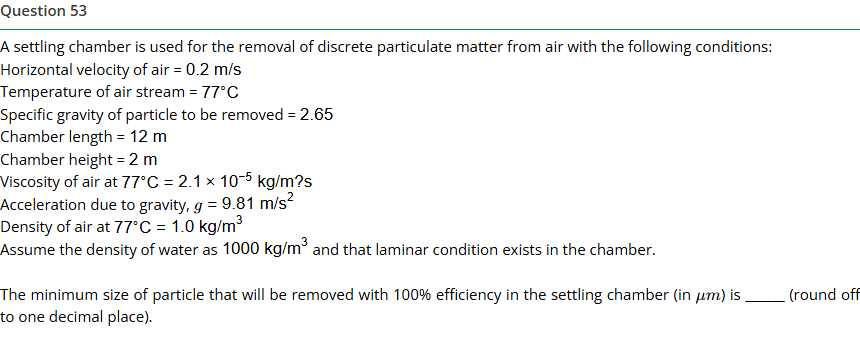 Question 53
A settling chamber is used for the removal of discrete particulate matter from air with the following conditions:
Horizontal velocity of air = 0.2 m/s
Temperature of air stream = 77°C
Specific gravity of particle to be removed = 2.65
Chamber length = 12 m
Chamber height = 2 m
Viscosity of air at 77°C = 2.1 × 10⁻⁵ kg/m?s
Acceleration due to gravity, g = 9.81 m/s²
Density of air at 77°C = 1.0 kg/m³
Assume the density of water as 1000 kg/m³ and that laminar condition exists in the chamber.
The minimum size of particle that will be removed with 100% efficiency in the settling chamber (in μm) is _____ (round off
to one decimal place).